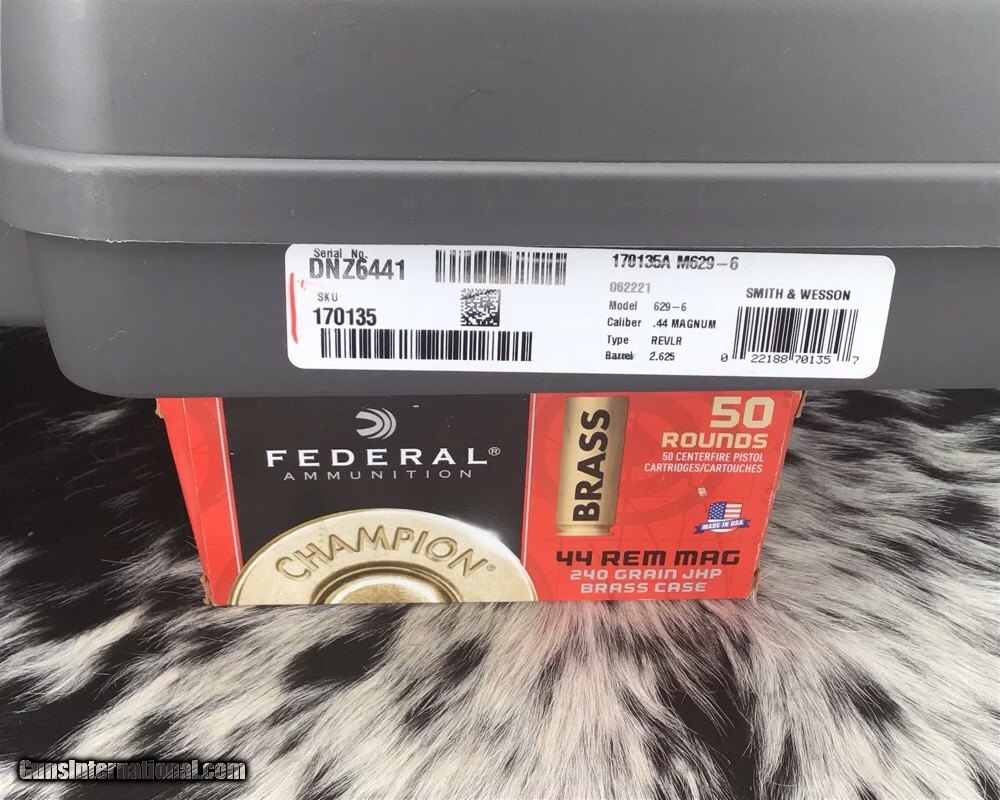 Serial No.
DNZ6441
SKU
170135
170135A M629-6
062221
Model 629-6
Caliber .44 MAGNUM
Type REVLR
Barrel 2.625
SMITH & WESSON
0 22188 70135 7
FEDERAL®
AMMUNITION
CHAMPION®
BRASS
50
ROUNDS
50 CENTERFIRE PISTOL
CARTRIDGES/CARTOUCHES
MADE IN USA
44 REM MAG
240 GRAIN JHP
BRASS CASE
GunsInternational.com